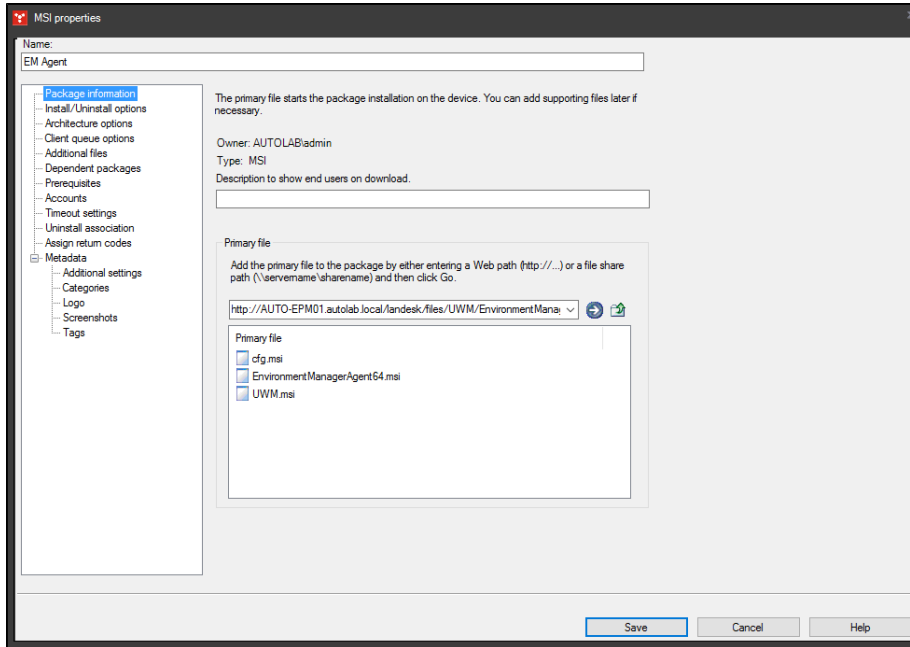 MSI properties
Name:
EM Agent
Package information
Install/Uninstall options
Architecture options
Client queue options
Additional files
Dependent packages
Prerequisites
Accounts
Timeout settings
Uninstall association
Assign return codes
Metadata
Additional settings
Categories
Logo
Screenshots
Tags
The primary file starts the package installation on the device. You can add supporting files later if
necessary.
Owner: AUTOLAB\admin
Type: MSI
Description to show end users on download.
Primary file
Add the primary file to the package by either entering a Web path (http://...) or a file share
path (\\servername\sharename) and then click Go.
http://AUTO-EPM01.autolab.local/landesk/files/UWM/EnvironmentMana
Primary file
cfg.msi
EnvironmentManagerAgent64.msi
UWM.msi
Save
Cancel
Help